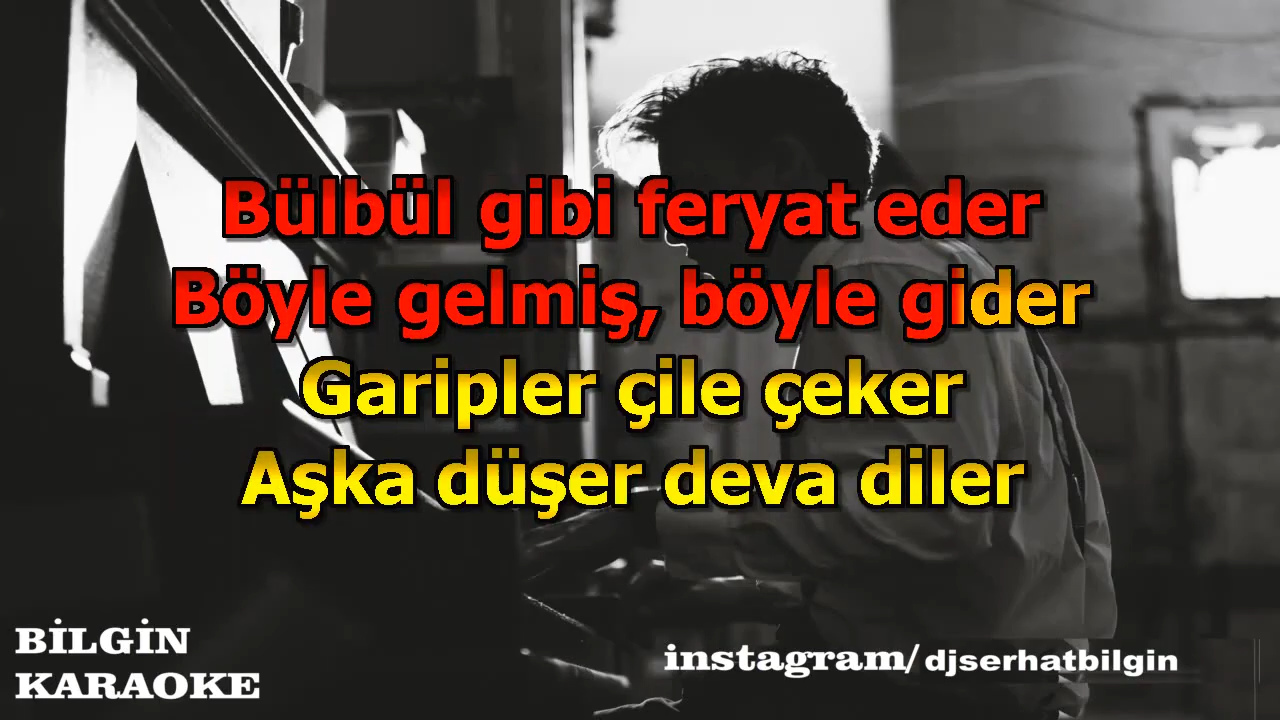 Bülbül gibi feryat eder
Böyle gelmiş, böyle gider
Garipler çile çeker
Aşka düşer deva diler
BİLGİN
KARAOKE
instagram/ djserhatbilgin